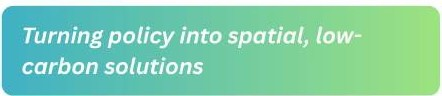 Turning policy into spatial, low-
carbon solutions